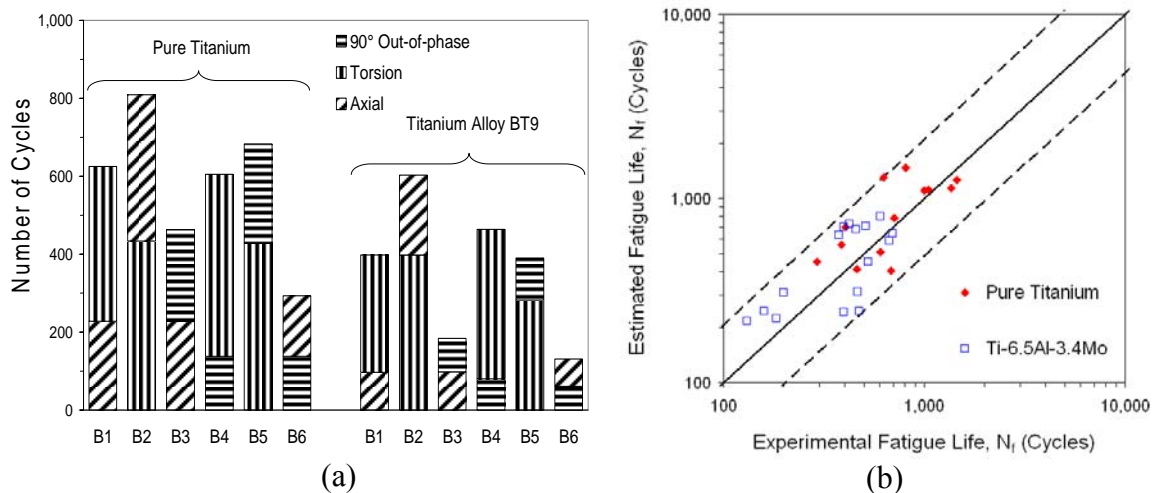 1,000
800
600
400
200
0
Number of Cycles
Pure Titanium
90° Out-of-phase
Torsion
Axial
Titanium Alloy BT9
B1 B2 B3 B4 B5 B6 B1 B2 B3 B4 B5 B6
(a)
10,000
1,000
100
Estimated Fatigue Life, Nf (Cycles)
Pure Titanium
Ti-6.5Al-3.4Mo
100 1,000 10,000
Experimental Fatigue Life, Nf (Cycles)
(b)